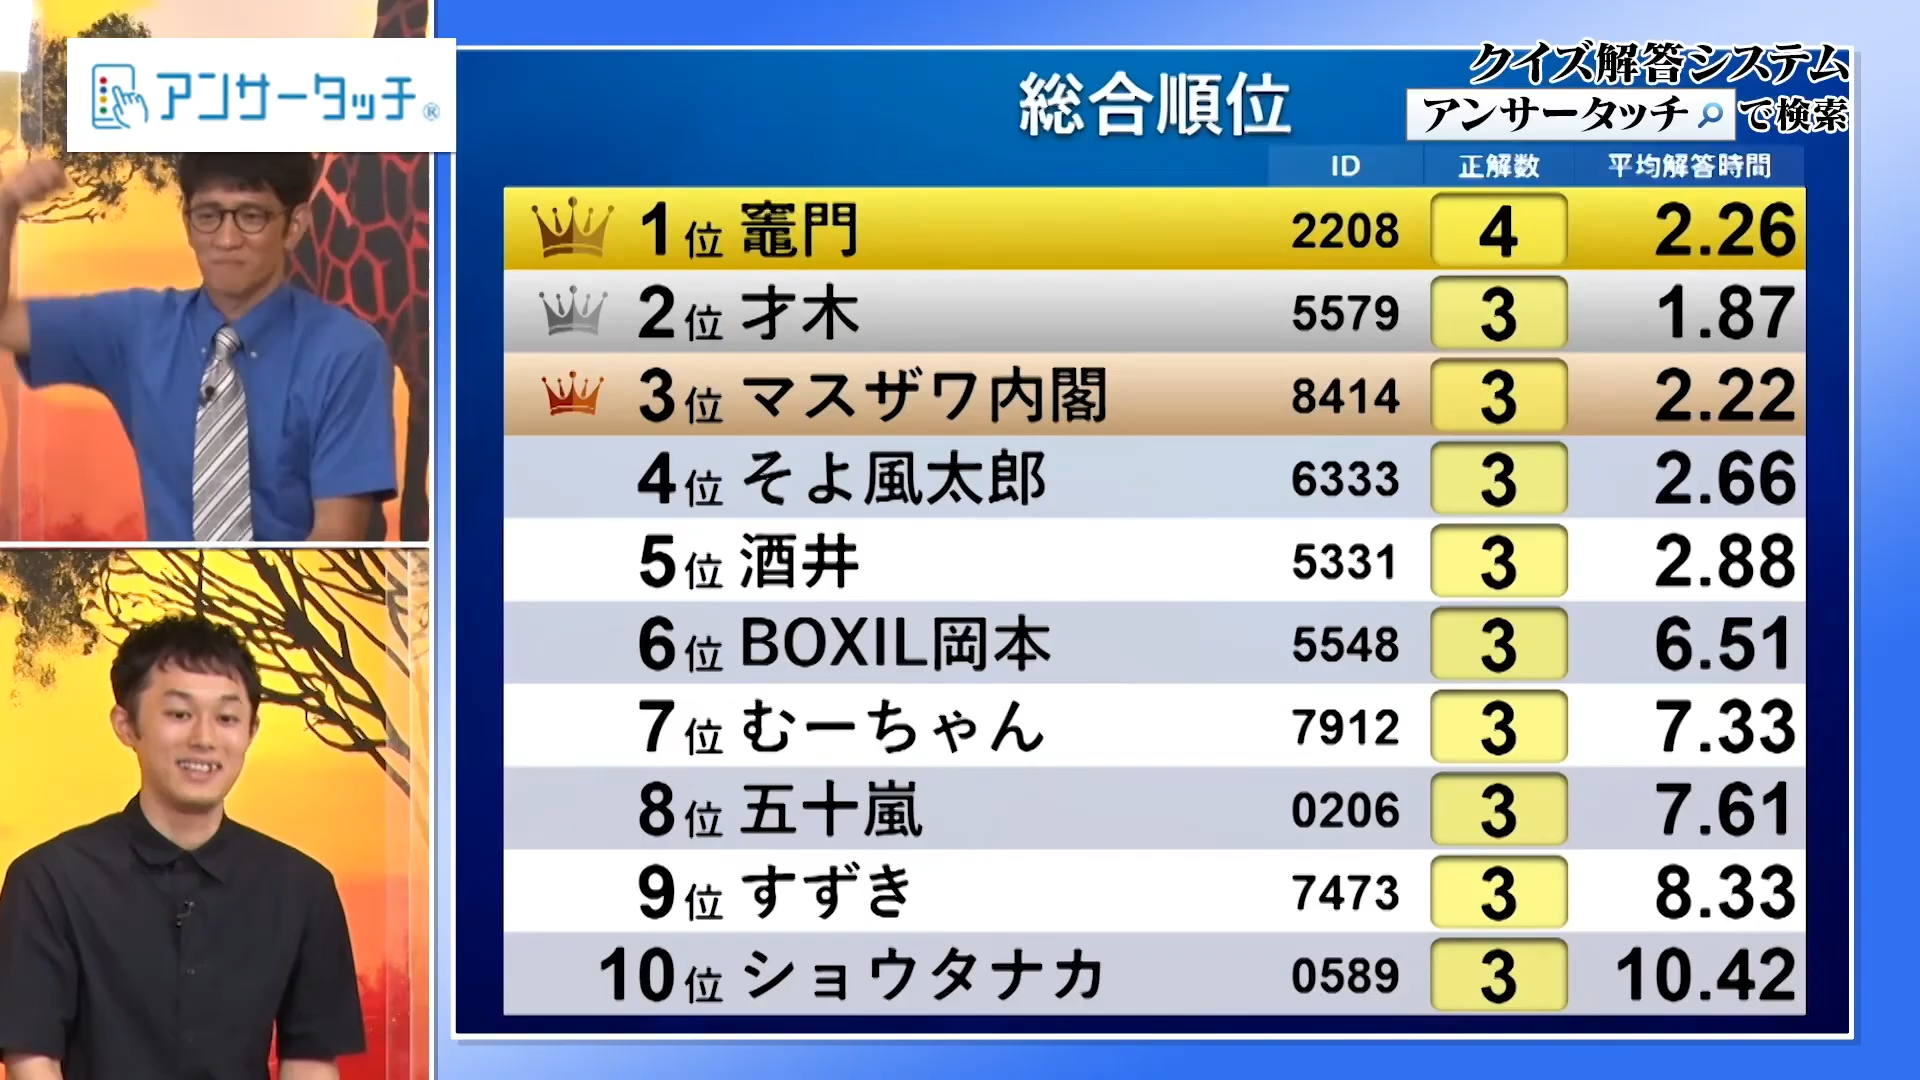 アンサータッチ®
クイズ解答システム
アンサータッチ で検索
総合順位
ID 正解数 平均解答時間
1位 竈門 2208 4 2.26
2位 才木 5579 3 1.87
3位 マスザワ内閣 8414 3 2.22
4位 そよ風太郎 6333 3 2.66
5位 酒井 5331 3 2.88
6位 BOXIL岡本 5548 3 6.51
7位 むーちゃん 7912 3 7.33
8位 五十嵐 0206 3 7.61
9位 すずき 7473 3 8.33
10位 ショウタナカ 0589 3 10.42